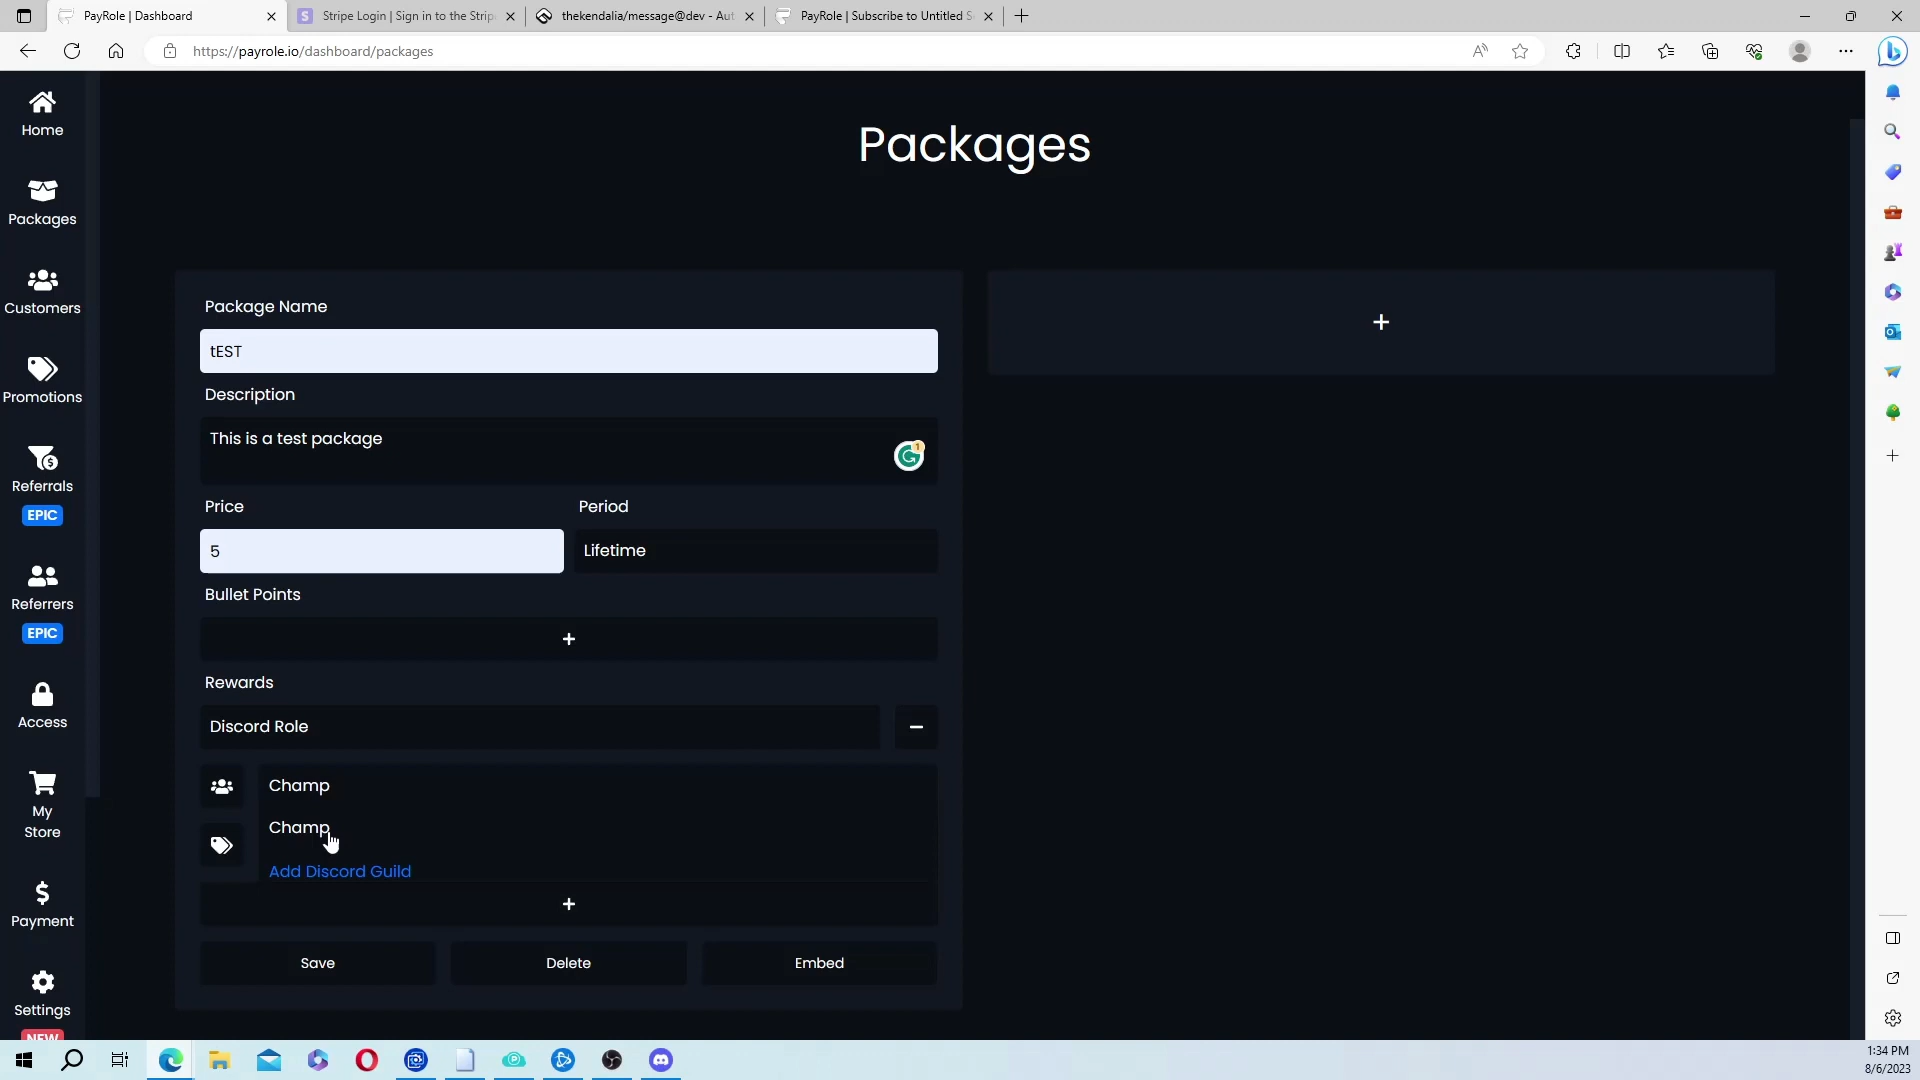 PayRole | Dashboard
Stripe Login | Sign in to the Strip
thekendalia/message@dev - Aut
PayRole | Subscribe to Untitled S
https://payrole.io/dashboard/packages
Home
Packages
Customers
Promotions
Referrals
EPIC
Referrers
EPIC
Access
My
Store
Payment
Settings
NEW
Packages
Package Name
tEST
Description
This is a test package
1
Price
Period
5
Lifetime
Bullet Points
+
Rewards
Discord Role
Champ
Champ
Add Discord Guild
+
Save
Delete
Embed
+
1:34 PM
8/6/2023